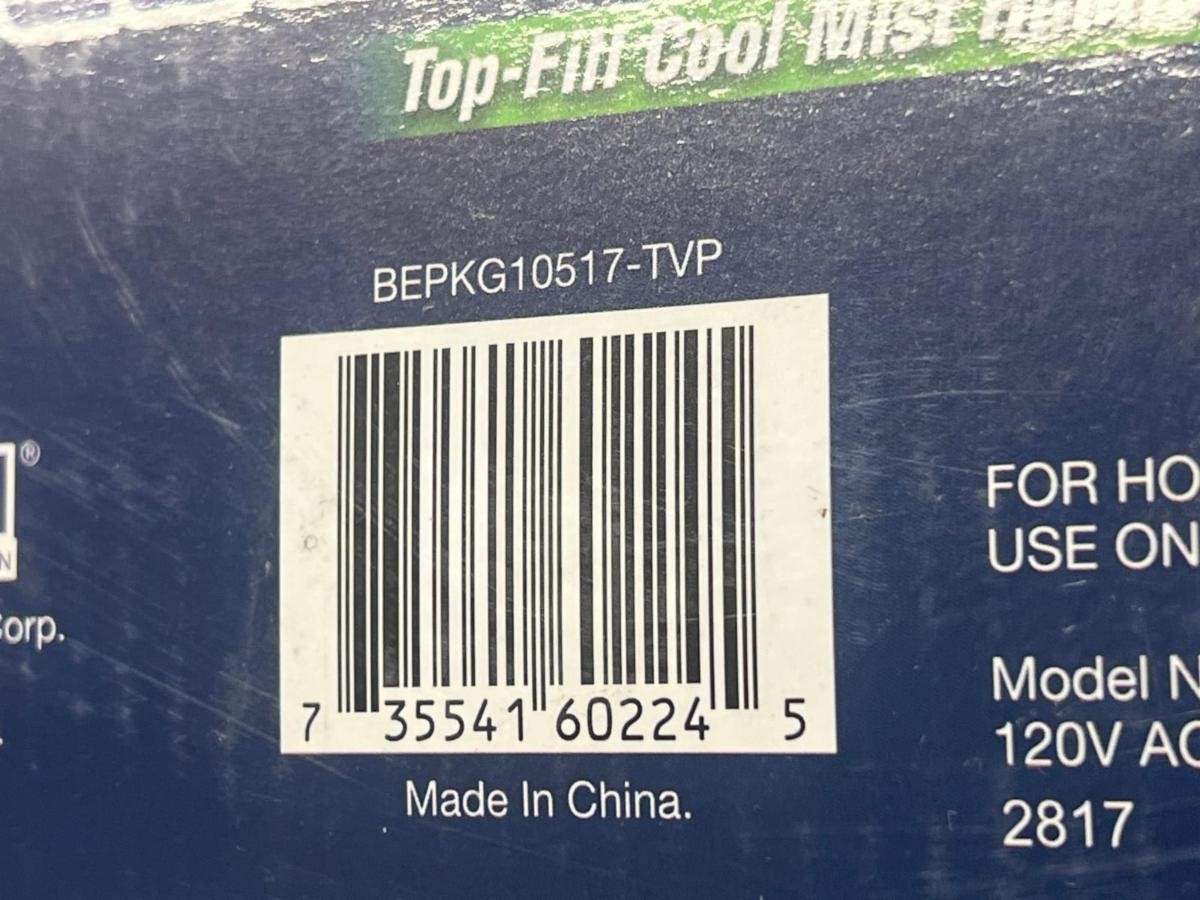 Top-Fill Cool Mist
BEPKG10517-TVP
®
N
Corp.
FOR HO
USE ON
7 35541 60224 5
Made In China.
Model N
120V AC
2817